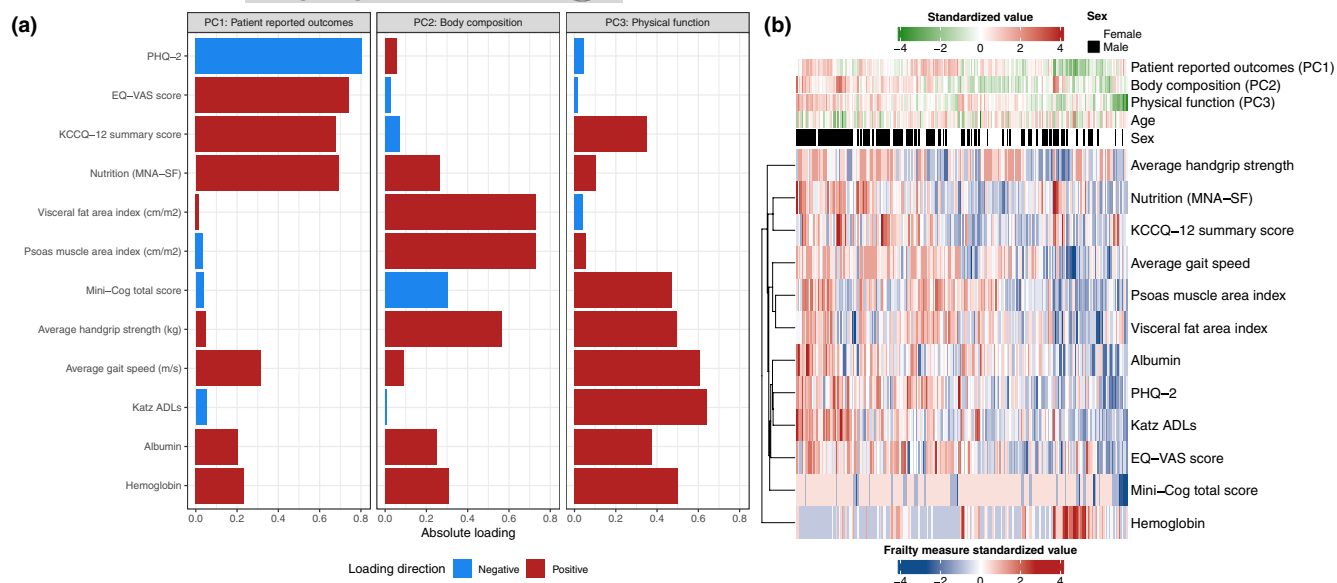 (a)
PC1: Patient reported outcomes
PC2: Body composition
PC3: Physical function
PHQ−2
EQ−VAS score
KCCQ−12 summary score
Nutrition (MNA−SF)
Visceral fat area index (cm/m2)
Psoas muscle area index (cm/m2)
Mini−Cog total score
Average handgrip strength (kg)
Average gait speed (m/s)
Katz ADLs
Albumin
Hemoglobin
0.0 0.2 0.4 0.6 0.8 0.0 0.2 0.4 0.6 0.8 0.0 0.2 0.4 0.6 0.8
Absolute loading
Loading direction Negative Positive
(b)
Standardized value
−4 −2 0 2 4
Sex
Female
Male
Patient reported outcomes (PC1)
Body composition (PC2)
Physical function (PC3)
Age
Sex
Average handgrip strength
Nutrition (MNA−SF)
KCCQ−12 summary score
Average gait speed
Psoas muscle area index
Visceral fat area index
Albumin
PHQ−2
Katz ADLs
EQ−VAS score
Mini−Cog total score
Hemoglobin
Frailty measure standardized value
−4 −2 0 2 4